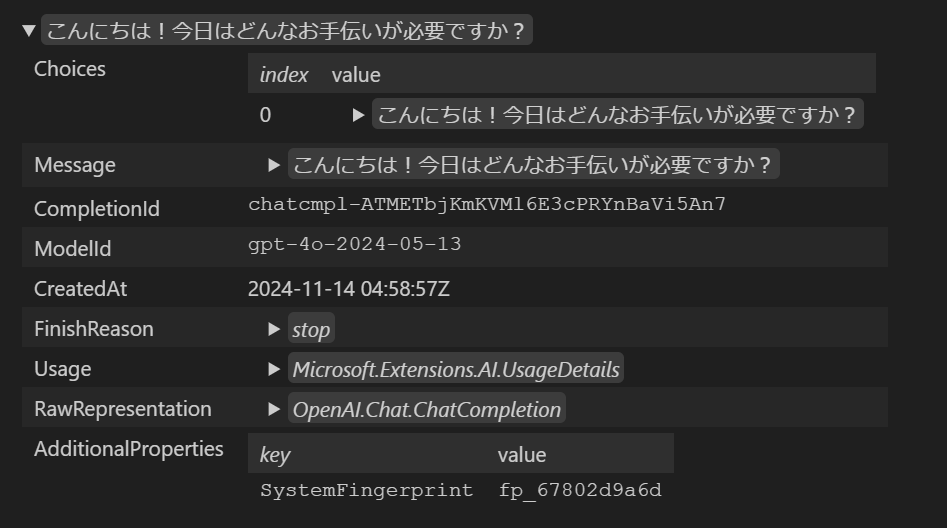 こんにちは！今日はどんなお手伝いが必要ですか？
Choices
index value
0 こんにちは！今日はどんなお手伝いが必要ですか？
Message こんにちは！今日はどんなお手伝いが必要ですか？
CompletionId chatcmpl-ATMETbjKmKVMl6E3cPRYnBaVi5An7
ModelId gpt-4o-2024-05-13
CreatedAt 2024-11-14 04:58:57Z
FinishReason stop
Usage Microsoft.Extensions.AI.UsageDetails
RawRepresentation OpenAI.Chat.ChatCompletion
AdditionalProperties
key value
SystemFingerprint fp_67802d9a6d